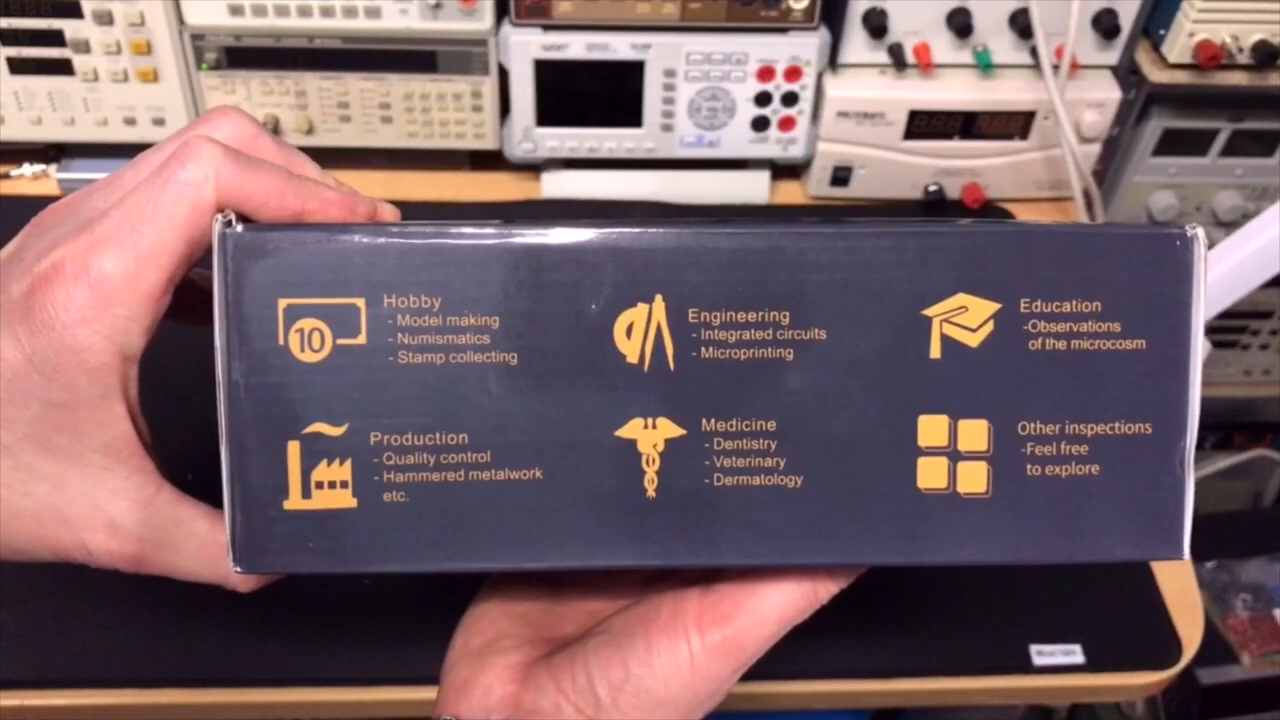 Hobby
- Model making
- Numismatics
- Stamp collecting
10
Engineering
- Integrated circuits
- Microprinting
Education
-Observations
of the microcosm
Production
- Quality control
- Hammered metalwork
etc.
Medicine
- Dentistry
- Veterinary
- Dermatology
Other inspections
-Feel free
to explore